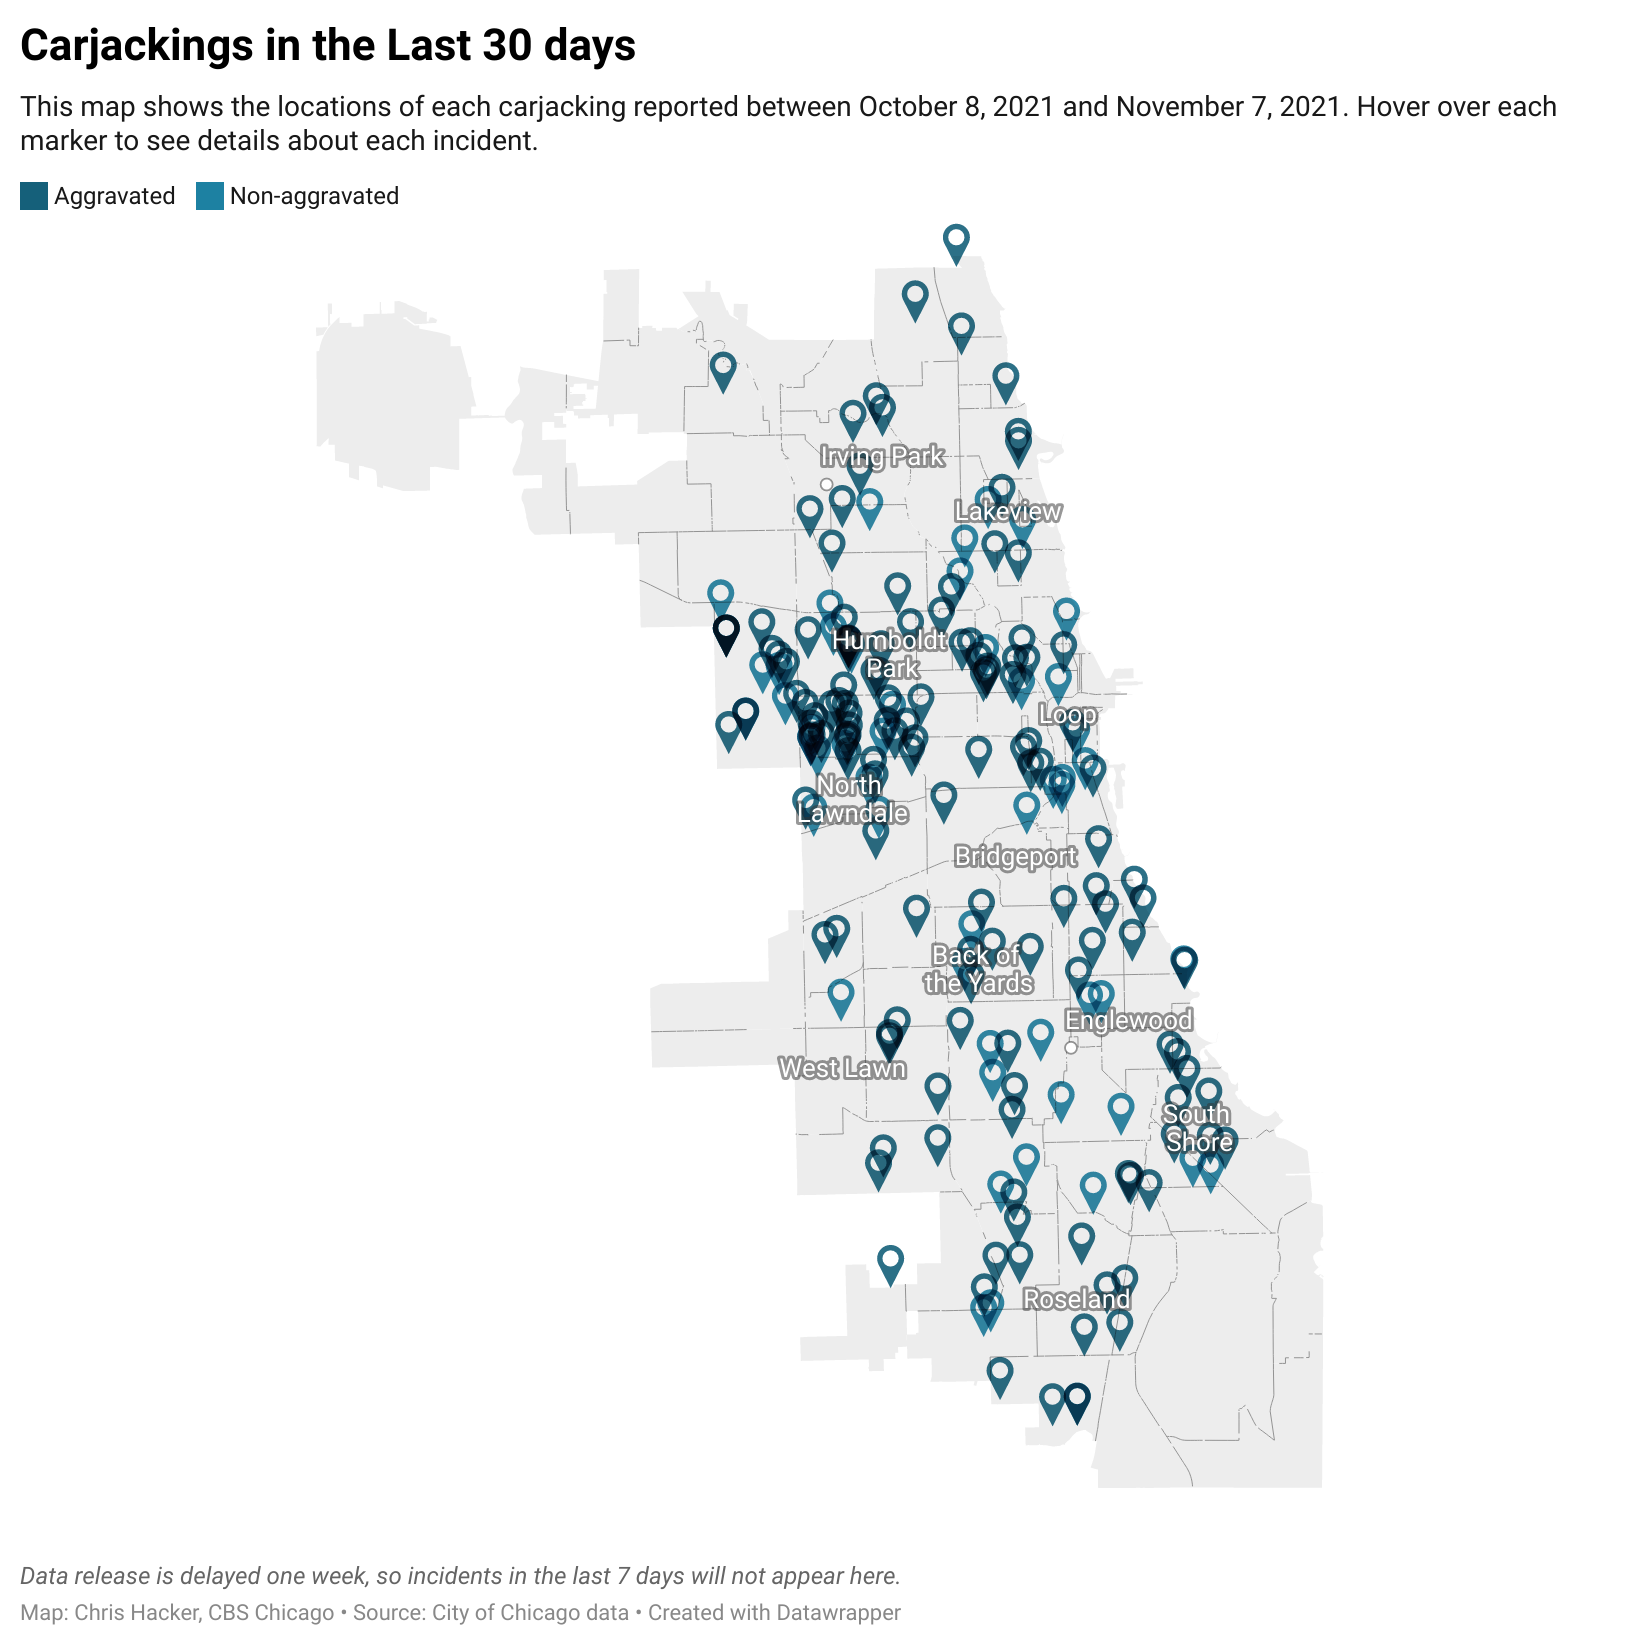 Carjackings in the Last 30 days
This map shows the locations of each carjacking reported between October 8, 2021 and November 7, 2021. Hover over each
marker to see details about each incident.
Aggravated Non-aggravated
Irving Park
Lakeview
Humboldt
Park
Loop
North
Lawndale
Bridgeport
Back of
the Yards
Englewood
West Lawn
South
Shore
Roseland
Data release is delayed one week, so incidents in the last 7 days will not appear here.
Map: Chris Hacker, CBS Chicago • Source: City of Chicago data • Created with Datawrapper